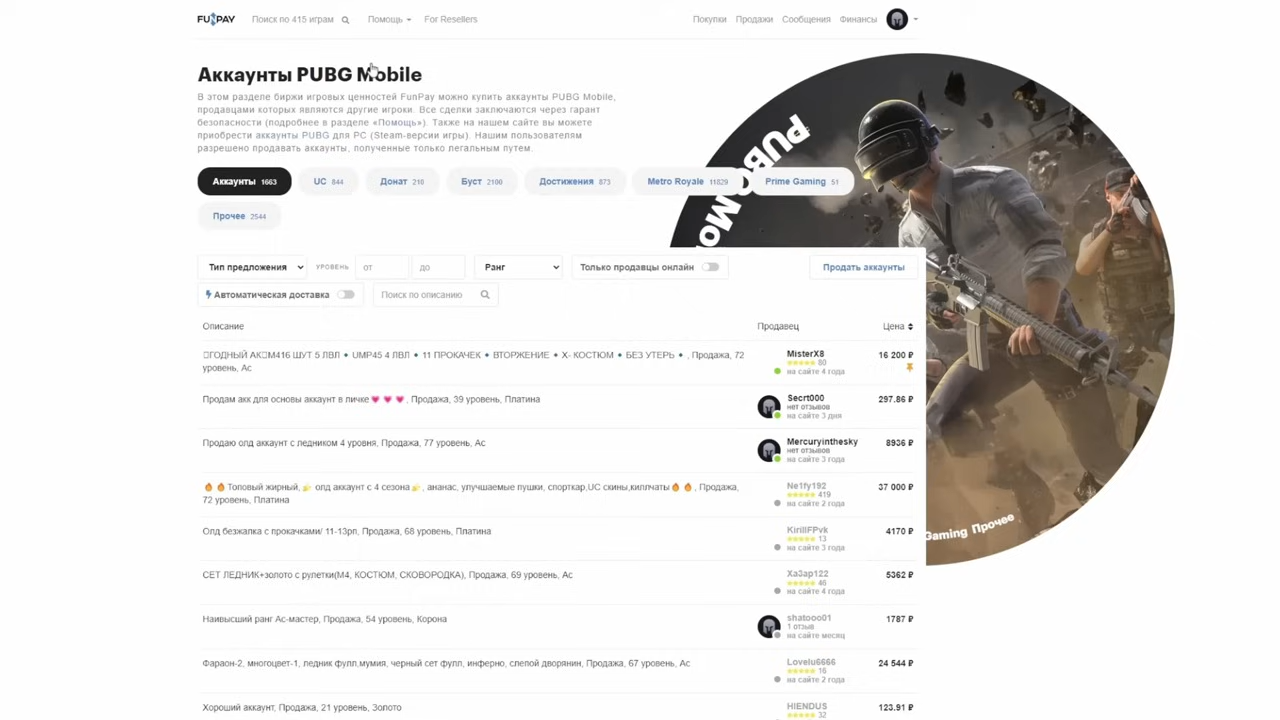 FUNPAY
Поиск по 415 играм
Помощь
For Resellers
Покупки
Продажи
Сообщения
Финансы
Аккаунты PUBG Mobile
В этом разделе биржи игровых ценностей FunPay можно купить аккаунты PUBG Mobile,
продавцами которых являются другие игроки. Все сделки заключаются через гарант
безопасности (подробнее в разделе «Помощь»). Также на нашем сайте вы можете
приобрести аккаунты PUBG для PC (Steam-версии игры). Нашим пользователям
разрешено продавать аккаунты, полученные только легальным путем.
Аккаунты 1663
UC 844
Донат 210
Буст 2100
Достижения 873
Metro Royale 11829
Prime Gaming 51
Прочее 2544
Тип предложения
УРОВЕНЬ
от
до
Ранг
Только продавцы онлайн
Продать аккаунты
Автоматическая доставка
Поиск по описанию
Описание
Продавец
Цена
ГОДНЫЙ АК М416 ШУТ 5 ЛВЛ • UMP45 4 ЛВЛ • 11 ПРОКАЧЕК • ВТОРЖЕНИЕ • X- КОСТЮМ • БЕЗ УТЕРЬ • , Продажа, 72
уровень, Ас
MisterX8
80
на сайте 4 года
16 200 ₽
Продам акк для основы аккаунт в личке💗 💗 💗, Продажа, 39 уровень, Платина
Secrt000
нет отзывов
на сайте 3 дня
297.86 ₽
Продаю олд аккаунт с ледником 4 уровня, Продажа, 77 уровень, Ас
Mercuryinthesky
нет отзывов
на сайте 3 года
8936 ₽
🔥 🔥Топовый жирный,💫 олд аккаунт с 4 сезона💫, ананас, улучшаемые пушки, спорткар,UC скины,киллчаты🔥 🔥, Продажа,
72 уровень, Платина
Ne1fy192
419
на сайте 2 года
37 000 ₽
Олд безжалка с прокачками/ 11-13рп, Продажа, 68 уровень, Платина
KirillFPvk
13
на сайте 3 года
4170 ₽
СЕТ ЛЕДНИК+золото с рулетки(М4, КОСТЮМ, СКОВОРОДКА), Продажа, 69 уровень, Ас
Xa3ap122
46
на сайте 4 года
5362 ₽
Наивысший ранг Ас-мастер, Продажа, 54 уровень, Корона
shatooo01
1 отзыв
на сайте месяц
1787 ₽
Фараон-2, многоцвет-1, ледник фулл,мумия, черный сет фулл, инферно, слепой дворянин, Продажа, 67 уровень, Ас
Lovelu6666
16
на сайте 2 года
24 544 ₽
Хороший аккаунт, Продажа, 21 уровень, Золото
HIENDUS
32
123.91 ₽
Gaming Прочее